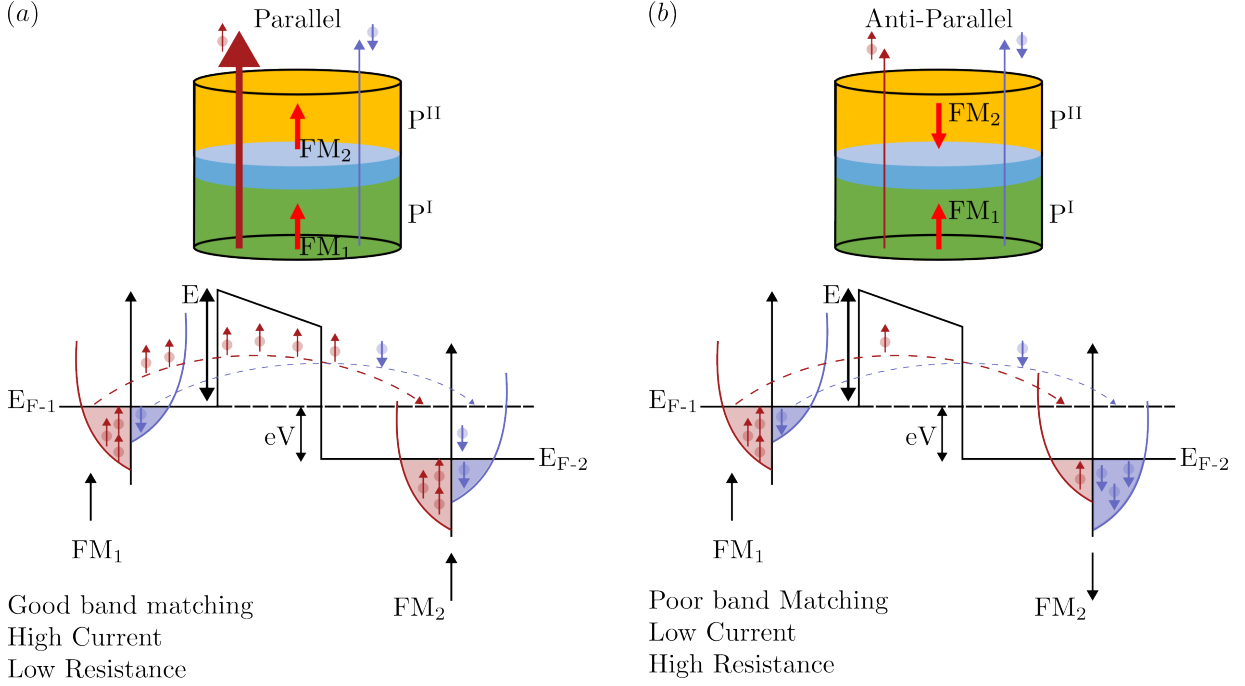 (a)
Parallel
P^II
FM_2
P^I
FM_1
E
E_F-1
eV
E_F-2
FM_1
FM_2
Good band matching
High Current
Low Resistance
(b)
Anti-Parallel
FM_2
P^II
FM_1
P^I
E
E_F-1
eV
E_F-2
FM_1
FM_2
Poor band Matching
Low Current
High Resistance